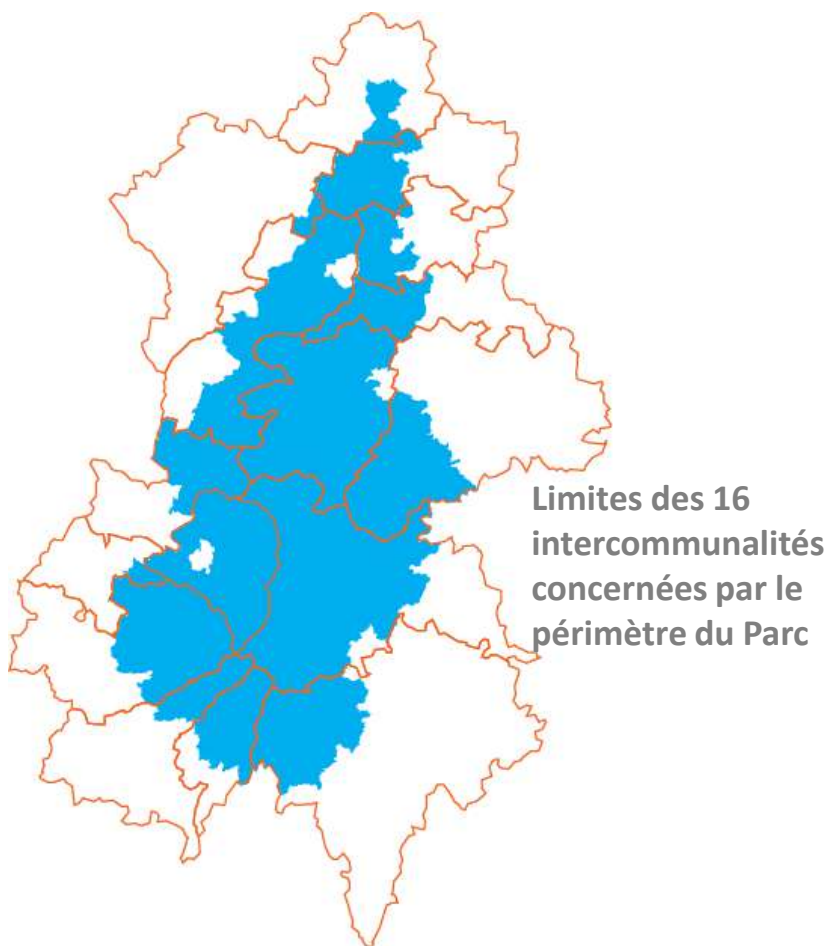 Limites des 16
intercommunalités
concernées par le
périmètre du Parc